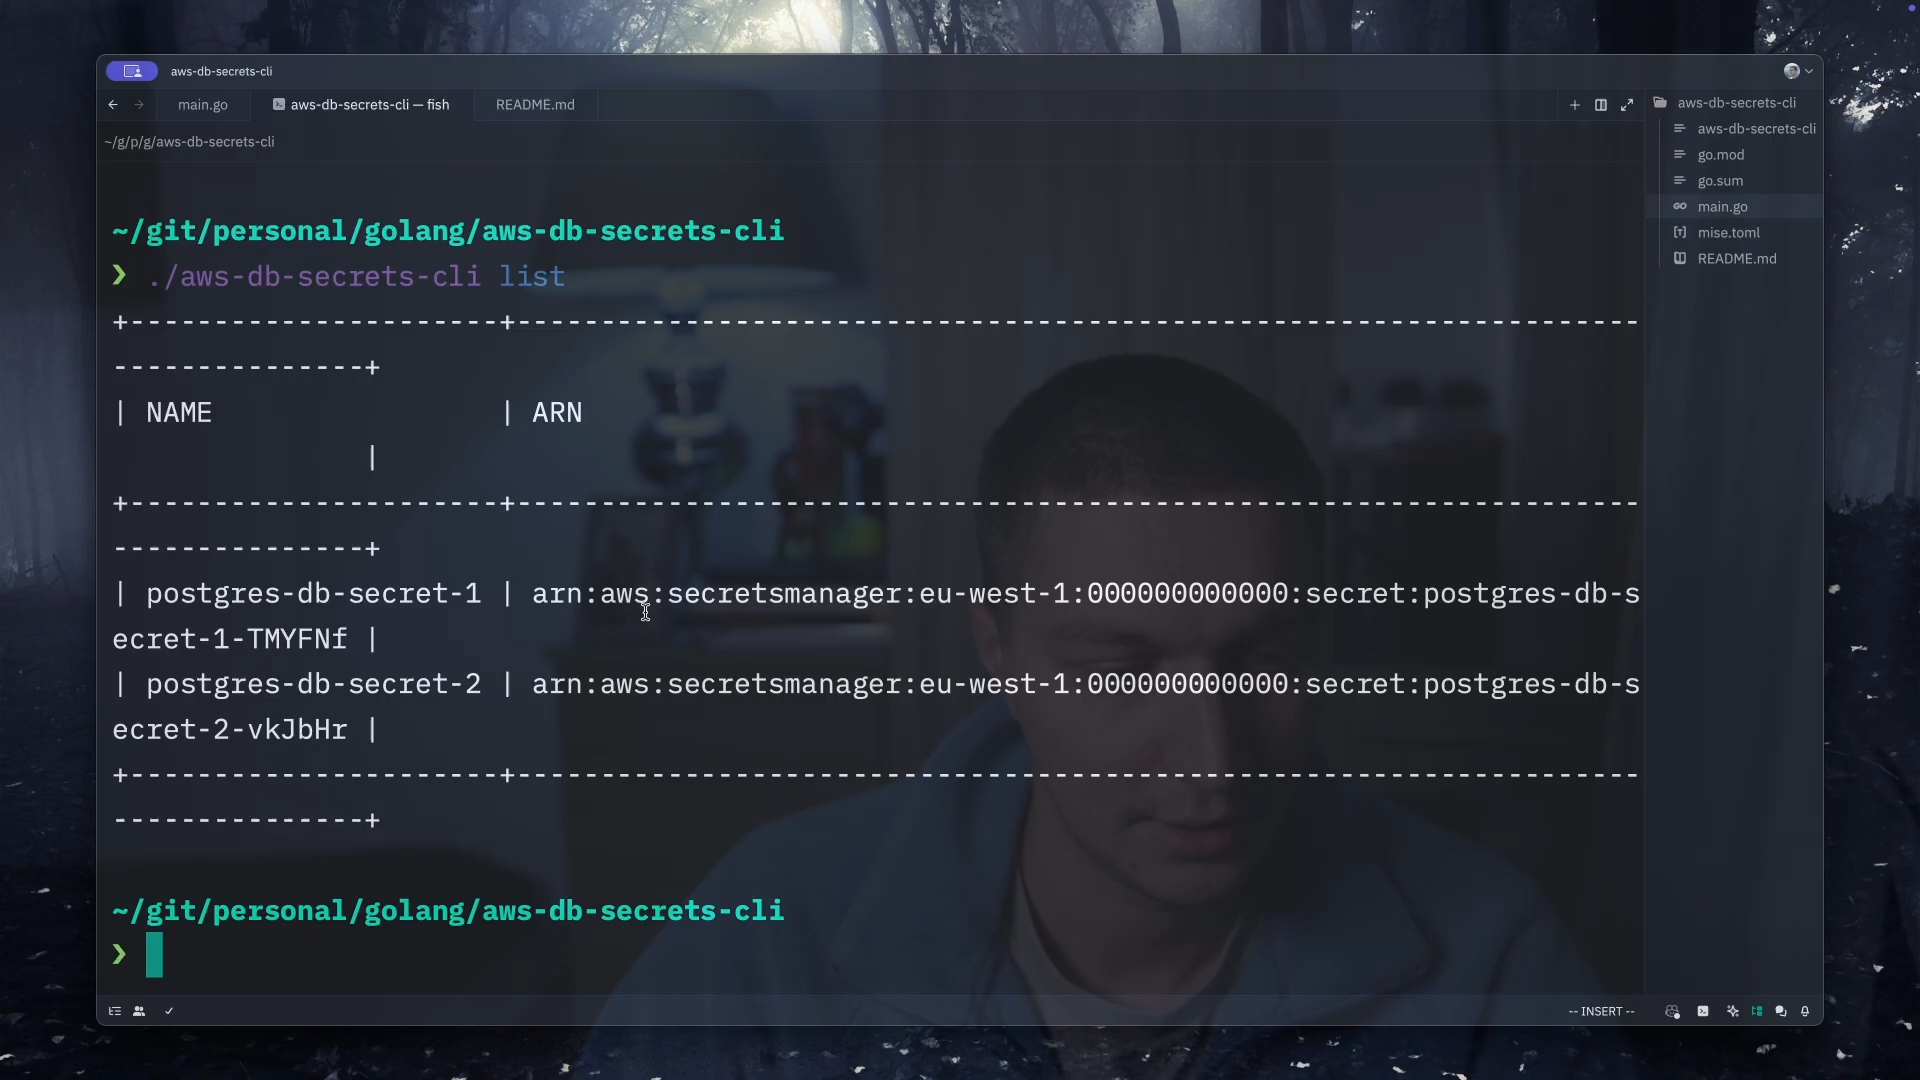 aws-db-secrets-cli
main.go
aws-db-secrets-cli — fish
README.md
~/g/p/g/aws-db-secrets-cli
~/git/personal/golang/aws-db-secrets-cli
❯ ./aws-db-secrets-cli list
+----------------------+-------------------------------------------------------------------
---------------+
| NAME                 | ARN
               |
+----------------------+-------------------------------------------------------------------
---------------+
| postgres-db-secret-1 | arn:aws:secretsmanager:eu-west-1:000000000000:secret:postgres-db-s
ecret-1-TMYFNf |
| postgres-db-secret-2 | arn:aws:secretsmanager:eu-west-1:000000000000:secret:postgres-db-s
ecret-2-vkJbHr |
+----------------------+-------------------------------------------------------------------
---------------+
~/git/personal/golang/aws-db-secrets-cli
❯
aws-db-secrets-cli
aws-db-secrets-cli
go.mod
go.sum
main.go
mise.toml
README.md
-- INSERT --